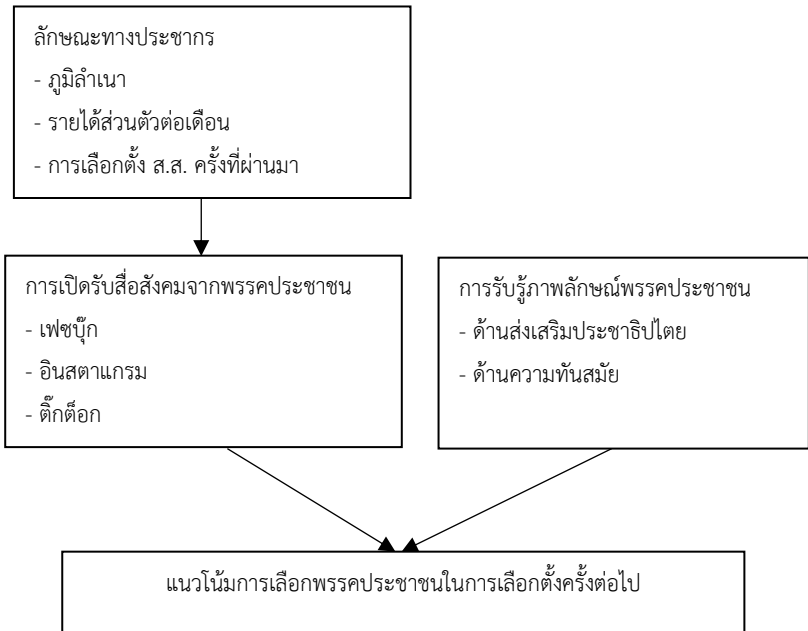 ลักษณะทางประชากร
- ภูมิลำเนา
- รายได้ส่วนตัวต่อเดือน
- การเลือกตั้ง ส.ส. ครั้งที่ผ่านมา
การเปิดรับสื่อสังคมจากพรรคประชาชน
- เฟซบุ๊ก
- อินสตาแกรม
- ติ๊กต็อก
การรับรู้ภาพลักษณ์พรรคประชาชน
- ด้านส่งเสริมประชาธิปไตย
- ด้านความทันสมัย
แนวโน้มการเลือกพรรคประชาชนในการเลือกตั้งครั้งต่อไป